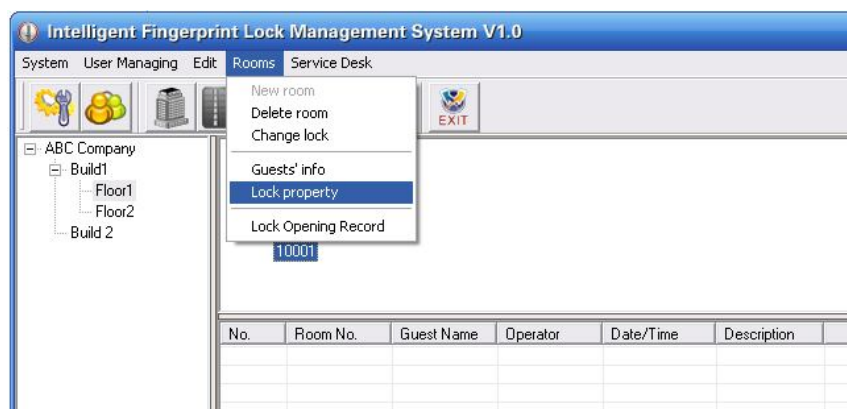 Intelligent Fingerprint Lock Management System V1.0
System User Managing Edit Rooms Service Desk
New room
Delete room
Change lock
Guests' info
Lock property
Lock Opening Record
EXIT
ABC Company
Build1
Floor1
Floor2
Build 2
10001
No. Room No. Guest Name Operator Date/Time Description